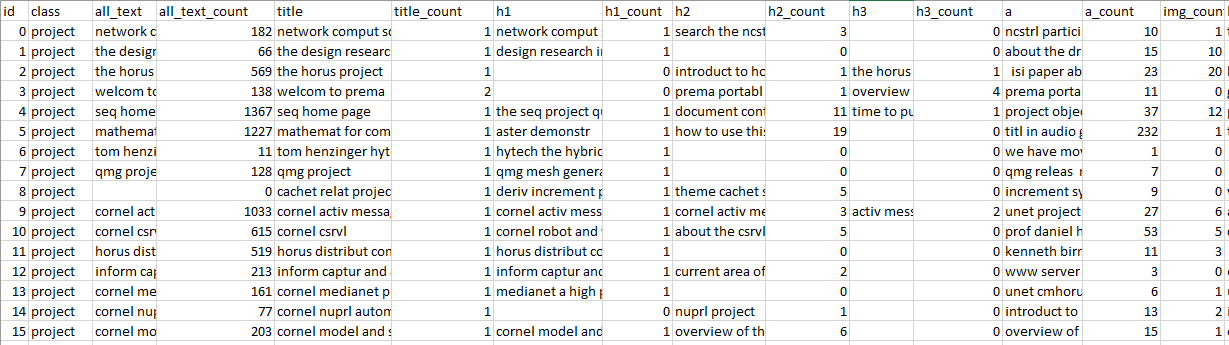 id class all_text all_text_count title title_count h1 h1_count h2 h2_count h3 h3_count a a_count img_count
0 project network c 182 network comput sc 1 network comput 1 search the ncst 3 0 ncstrl partici 10 1
1 project the design 66 the design researc 1 design research i 1 0 0 about the dr 15 10
2 project the horus 569 the horus project 1 0 introduct to ho 1 the horus 1 isi paper ab 23 20
3 project welcom to 138 welcom to prema 2 0 prema portabl 1 overview 4 prema porta 11 0
4 project seq home 1367 seq home page 1 the seq project q 1 document cont 11 time to pu 1 project obje 37 12
5 project mathemat 1227 mathemat for com 1 aster demonstr 1 how to use this 19 0 titl in audio g 232 1
6 project tom henzi 11 tom henzinger hyt 1 hytech the hybric 1 0 0 we have mov 1 0
7 project qmg proje 128 qmg project 1 qmg mesh genera 1 0 0 qmg releas 7 0
8 project 0 cachet relat projec 1 deriv increment p 1 theme cachet s 5 0 increment sy 9 0
9 project cornel act 1033 cornel activ messa 1 cornel activ mess 1 cornel activ me 3 activ mess 2 unet project 27 6
10 project cornel csrv 615 cornel csrvl 1 cornel robot and 1 about the csrvl 5 0 prof daniel h 53 5
11 project horus dist 519 horus distribut con 1 horus distribut co 1 0 0 kenneth birr 11 3
12 project inform cap 213 inform captur and 1 inform captur and 1 current area of 2 0 www server 3 0
13 project cornel me 161 cornel medianet p 1 medianet a high p 1 0 0 unet cmhoru 6 1
14 project cornel nup 77 cornel nuprl autom 1 0 nuprl project 1 0 introduct to 13 2
15 project cornel mo 203 cornel model and s 1 cornel model and 1 overview of th 6 0 overview of 15 1